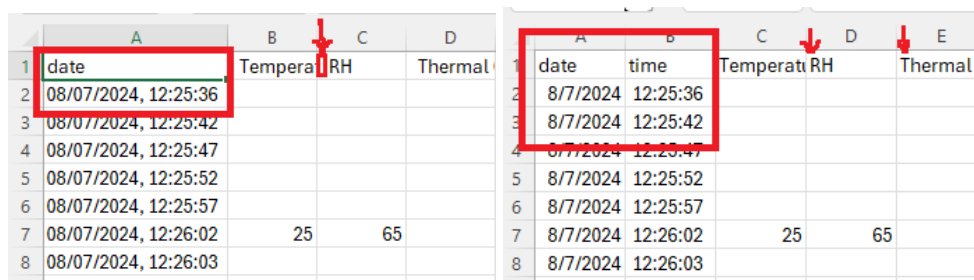 A B C D
1 date Temperat RH Thermal
2 08/07/2024, 12:25:36
3 08/07/2024, 12:25:42
4 08/07/2024, 12:25:47
5 08/07/2024, 12:25:52
6 08/07/2024, 12:25:57
7 08/07/2024, 12:26:02 25 65
8 08/07/2024, 12:26:03
A B C D E
1 date time Temperatu RH Thermal
2 8/7/2024 12:25:36
3 8/7/2024 12:25:42
4 8/7/2024 12:25:47
5 8/7/2024 12:25:52
6 8/7/2024 12:25:57
7 8/7/2024 12:26:02 25 65
8 8/7/2024 12:26:03